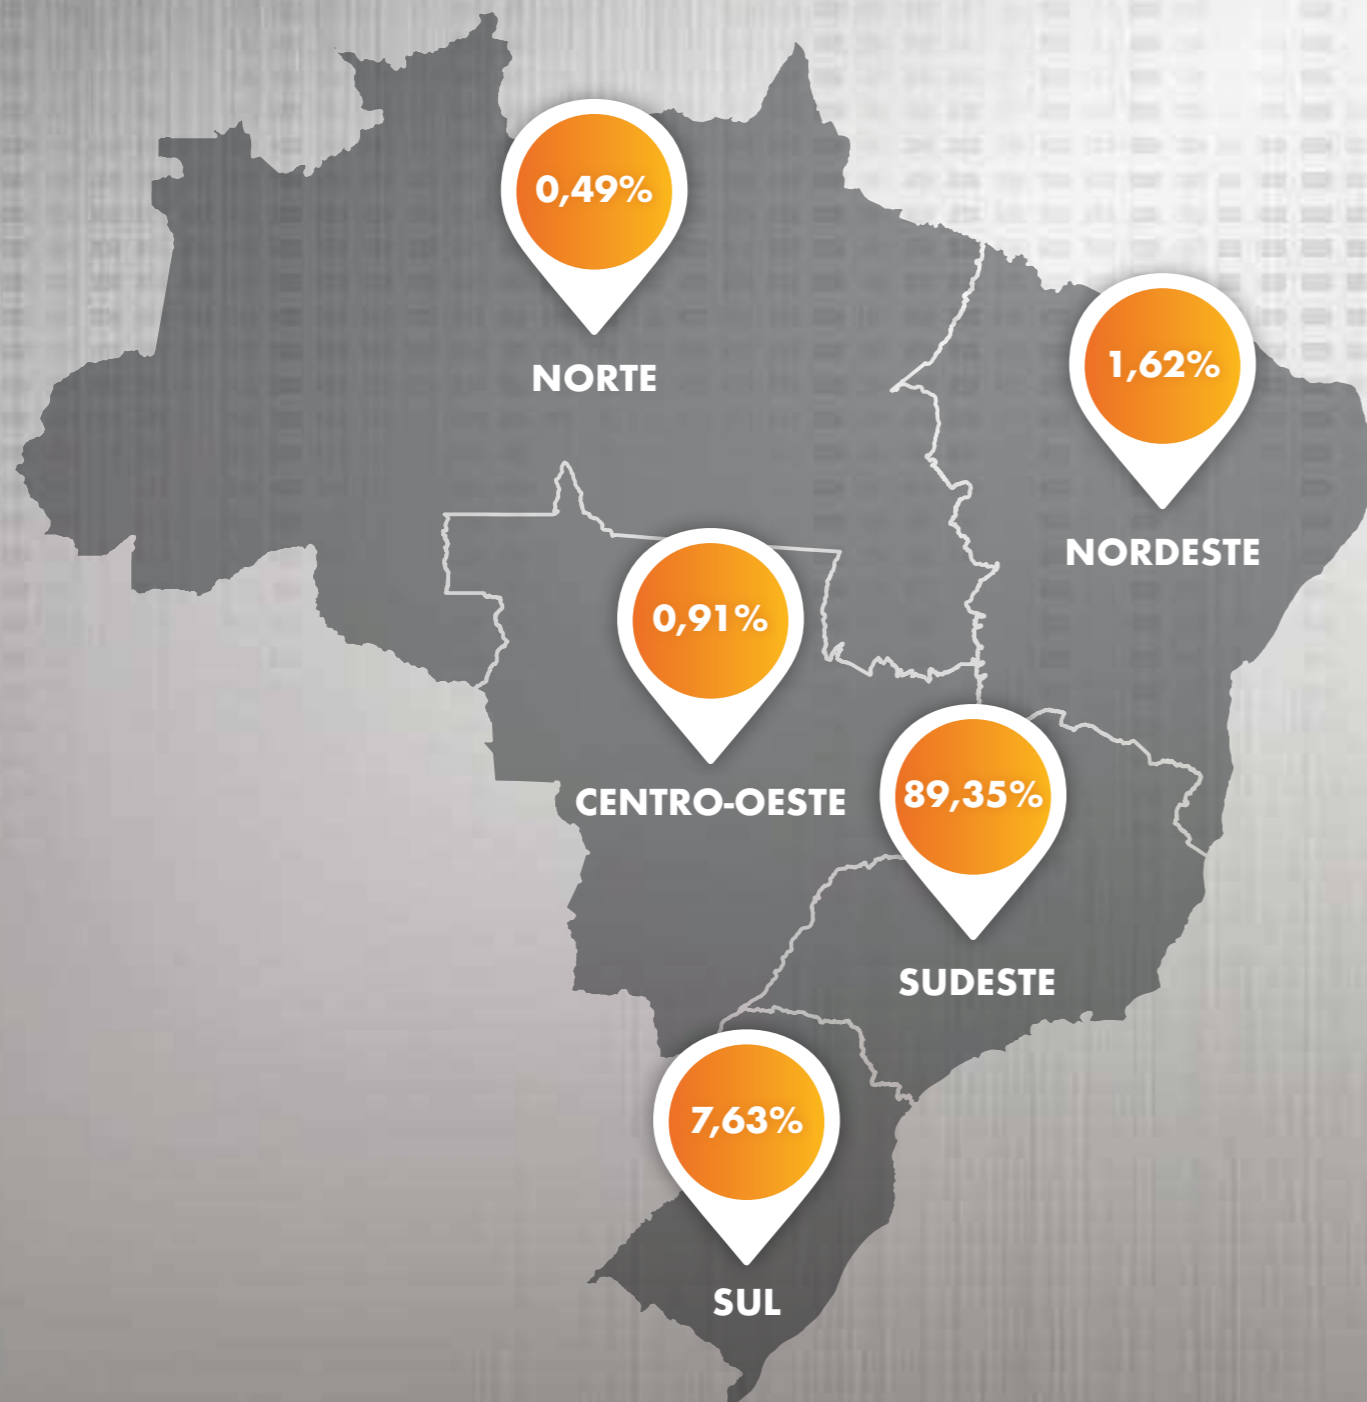 0,49%
NORTE
1,62%
NORDESTE
0,91%
CENTRO-OESTE
89,35%
SUDESTE
7,63%
SUL